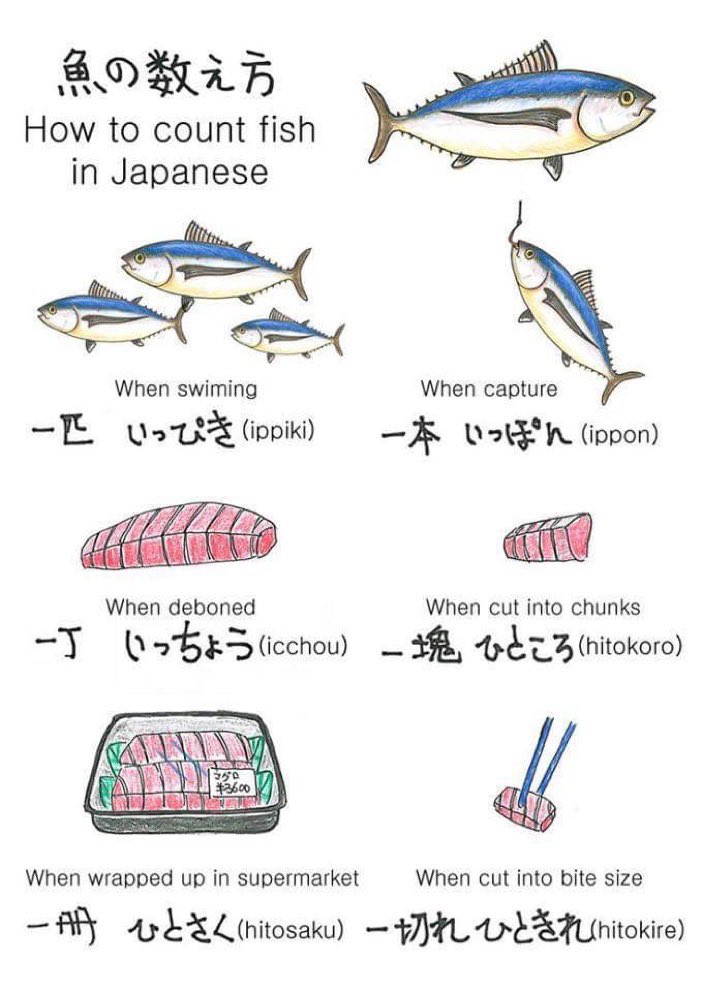 魚の数え方
How to count fish
in Japanese
When swiming
一匹 いっぴき(ippiki)
When capture
一本 いっぽん(ippon)
When deboned
一丁 いっちょう(icchou)
When cut into chunks
一塊 ひところ(hitokoro)
マグロ
¥3600
When wrapped up in supermarket
一冊 ひとさく(hitosaku)
When cut into bite size
一切れ ひときれ(hitokire)